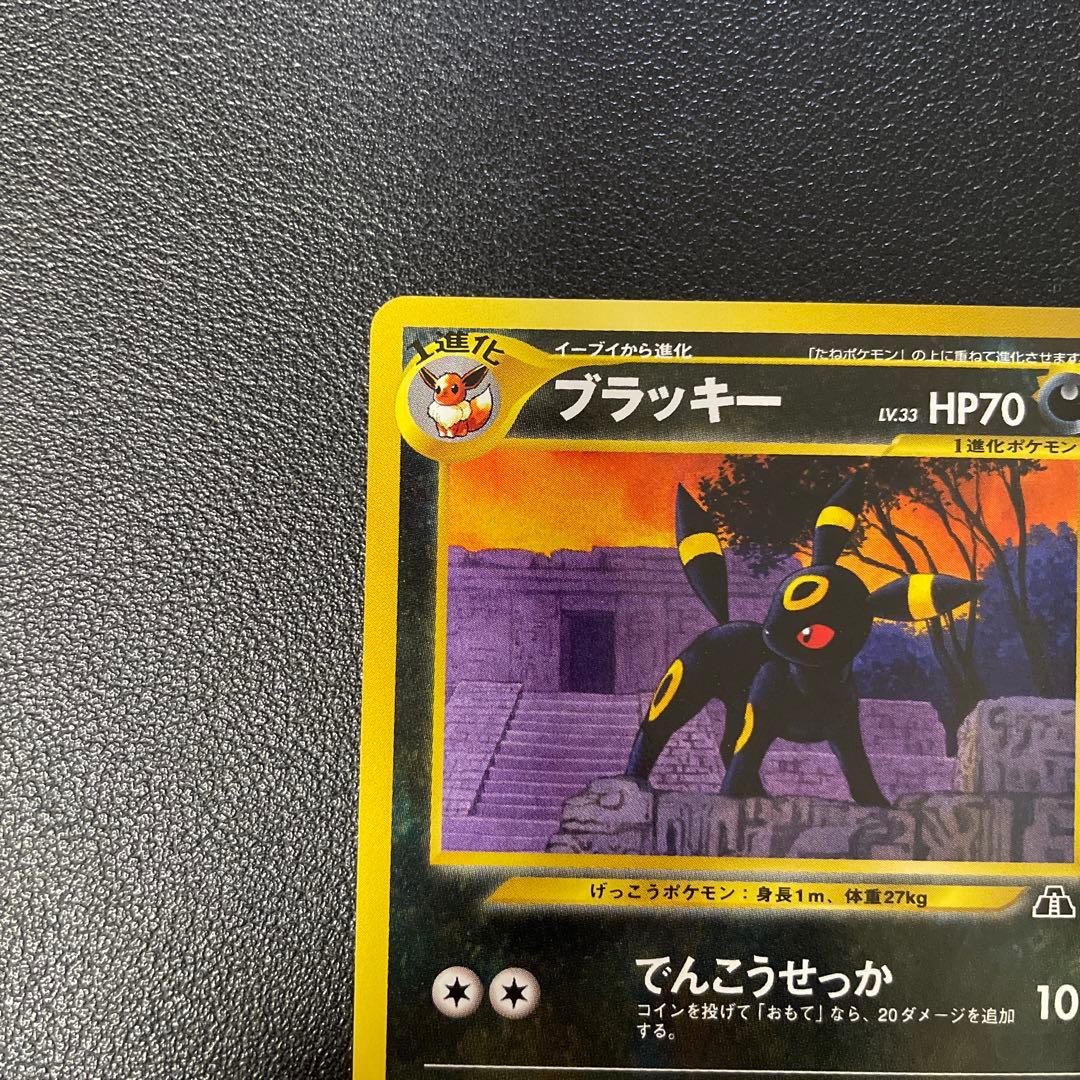 1進化
イーブイから進化
「たねポケモン」の上に重ねて進化させます
ブラッキー LV.33 HP70
1進化ポケモン
げっこうポケモン：身長1m、体重27kg
でんこうせっか 10
コインを投げて「おもて」なら、20ダメージを追加
する。